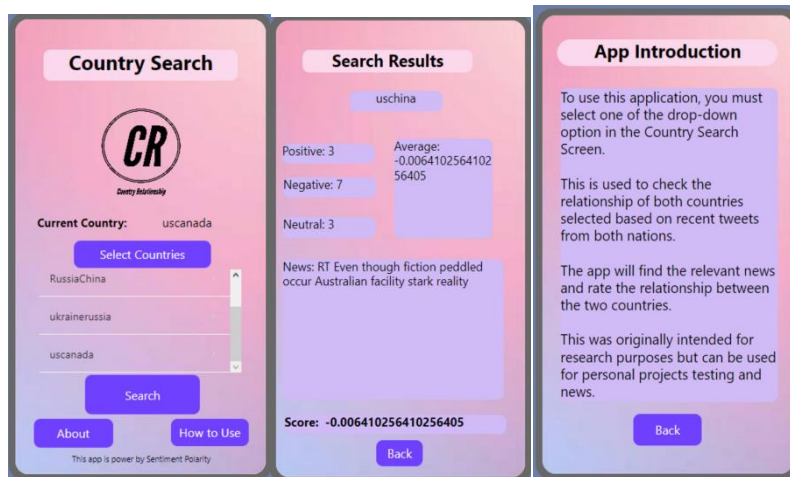 Country Search
CR
Country Relationship
Current Country: uscanada
Select Countries
RussiaChina
ukrainerussia
uscanada
Search
About
How to Use
This app is power by Sentiment Polarity
Search Results
uschina
Positive: 3
Negative: 7
Neutral: 3
Average:
-0.0064102564102
56405
News: RT Even though fiction peddled
occur Australian facility stark reality
Score: -0.006410256410256405
Back
App Introduction
To use this application, you must
select one of the drop-down
option in the Country Search
Screen.
This is used to check the
relationship of both countries
selected based on recent tweets
from both nations.
The app will find the relevant news
and rate the relationship between
the two countries.
This was originally intended for
research purposes but can be used
for personal projects testing and
news.
Back